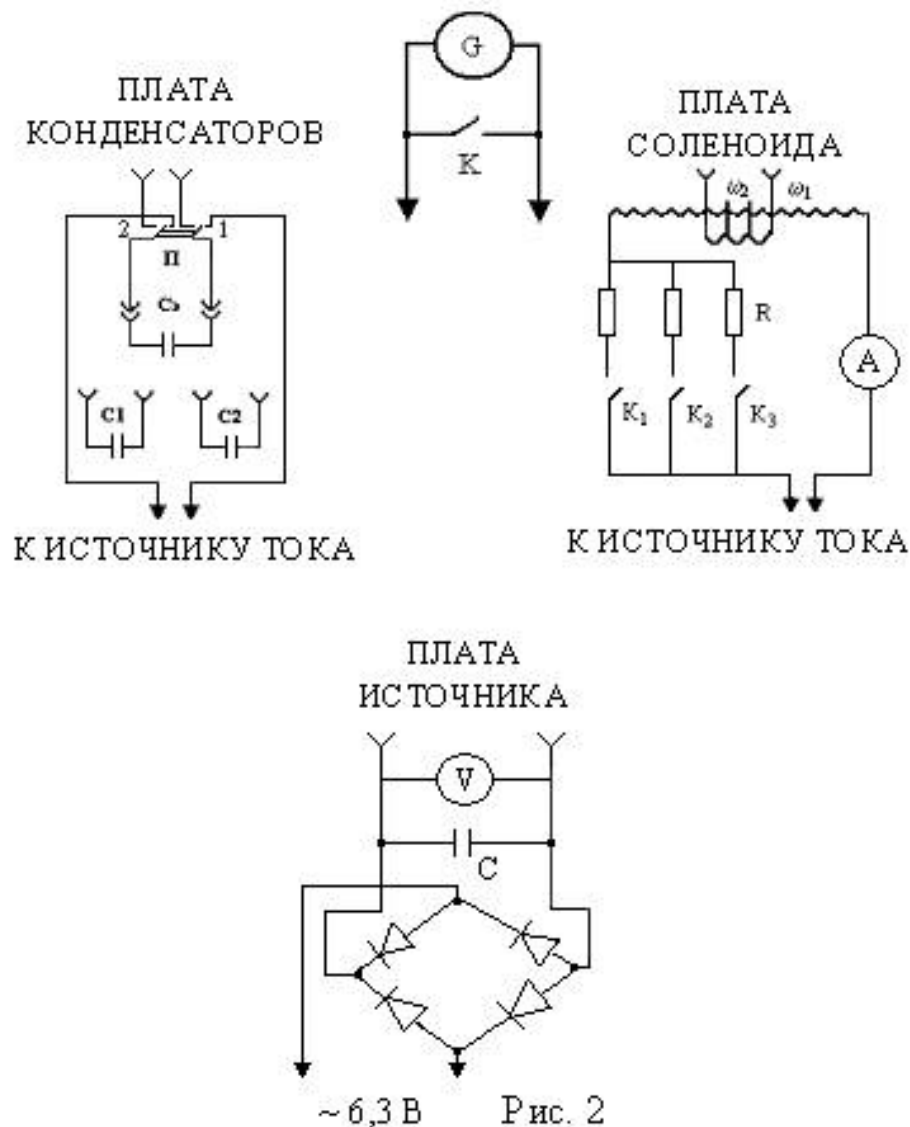 G
K
ПЛАТА
КОНДЕНСАТОРОВ
2
1
П
C
C1
C2
К ИСТОЧНИКУ ТОКА
ПЛАТА
СОЛЕНОИДА
ω2
ω1
R
A
K1
K2
K3
К ИСТОЧНИКУ ТОКА
ПЛАТА
ИСТОЧНИКА
V
C
~6,3 В
Рис. 2